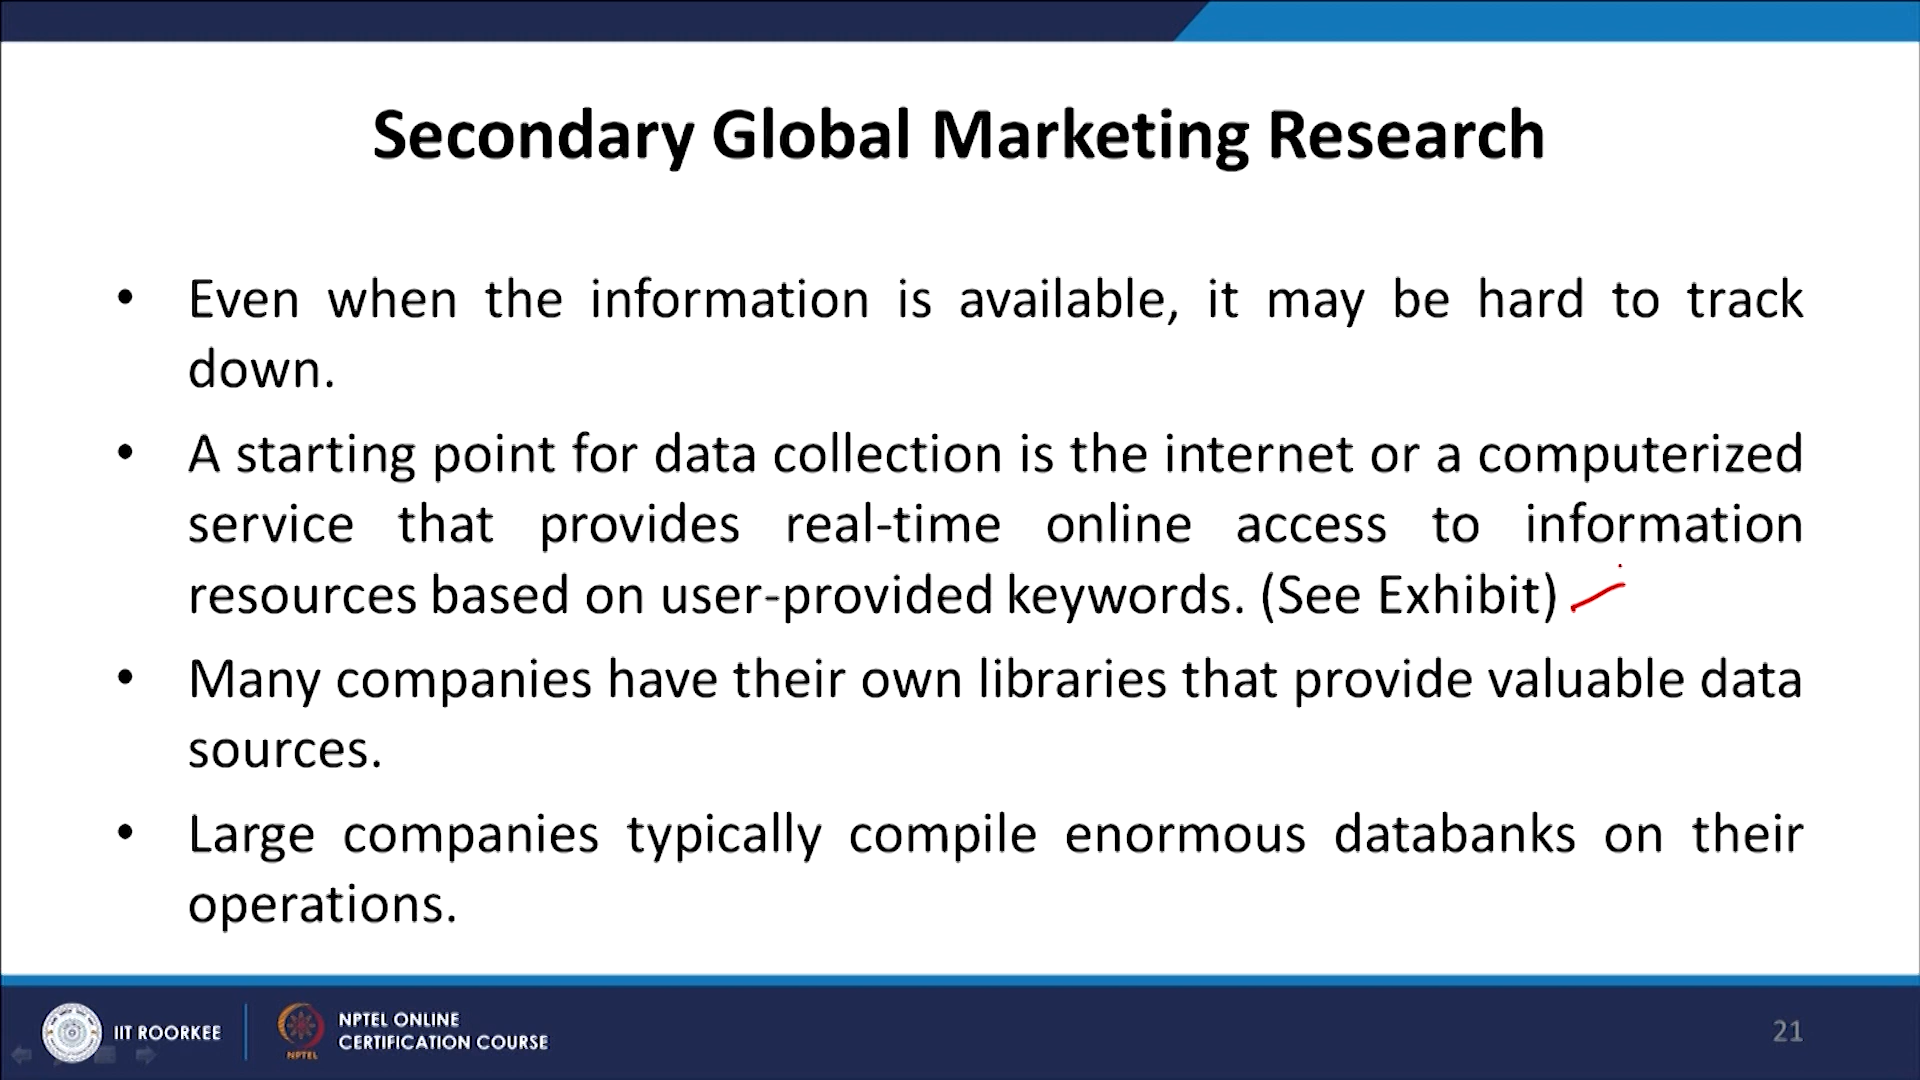 Secondary Global Marketing Research
• Even when the information is available, it may be hard to track
down.
• A starting point for data collection is the internet or a computerized
service that provides real-time online access to information
resources based on user-provided keywords. (See Exhibit)
• Many companies have their own libraries that provide valuable data
sources.
• Large companies typically compile enormous databanks on their
operations.
IIT ROORKEE
NPTEL
NPTEL ONLINE
CERTIFICATION COURSE
21